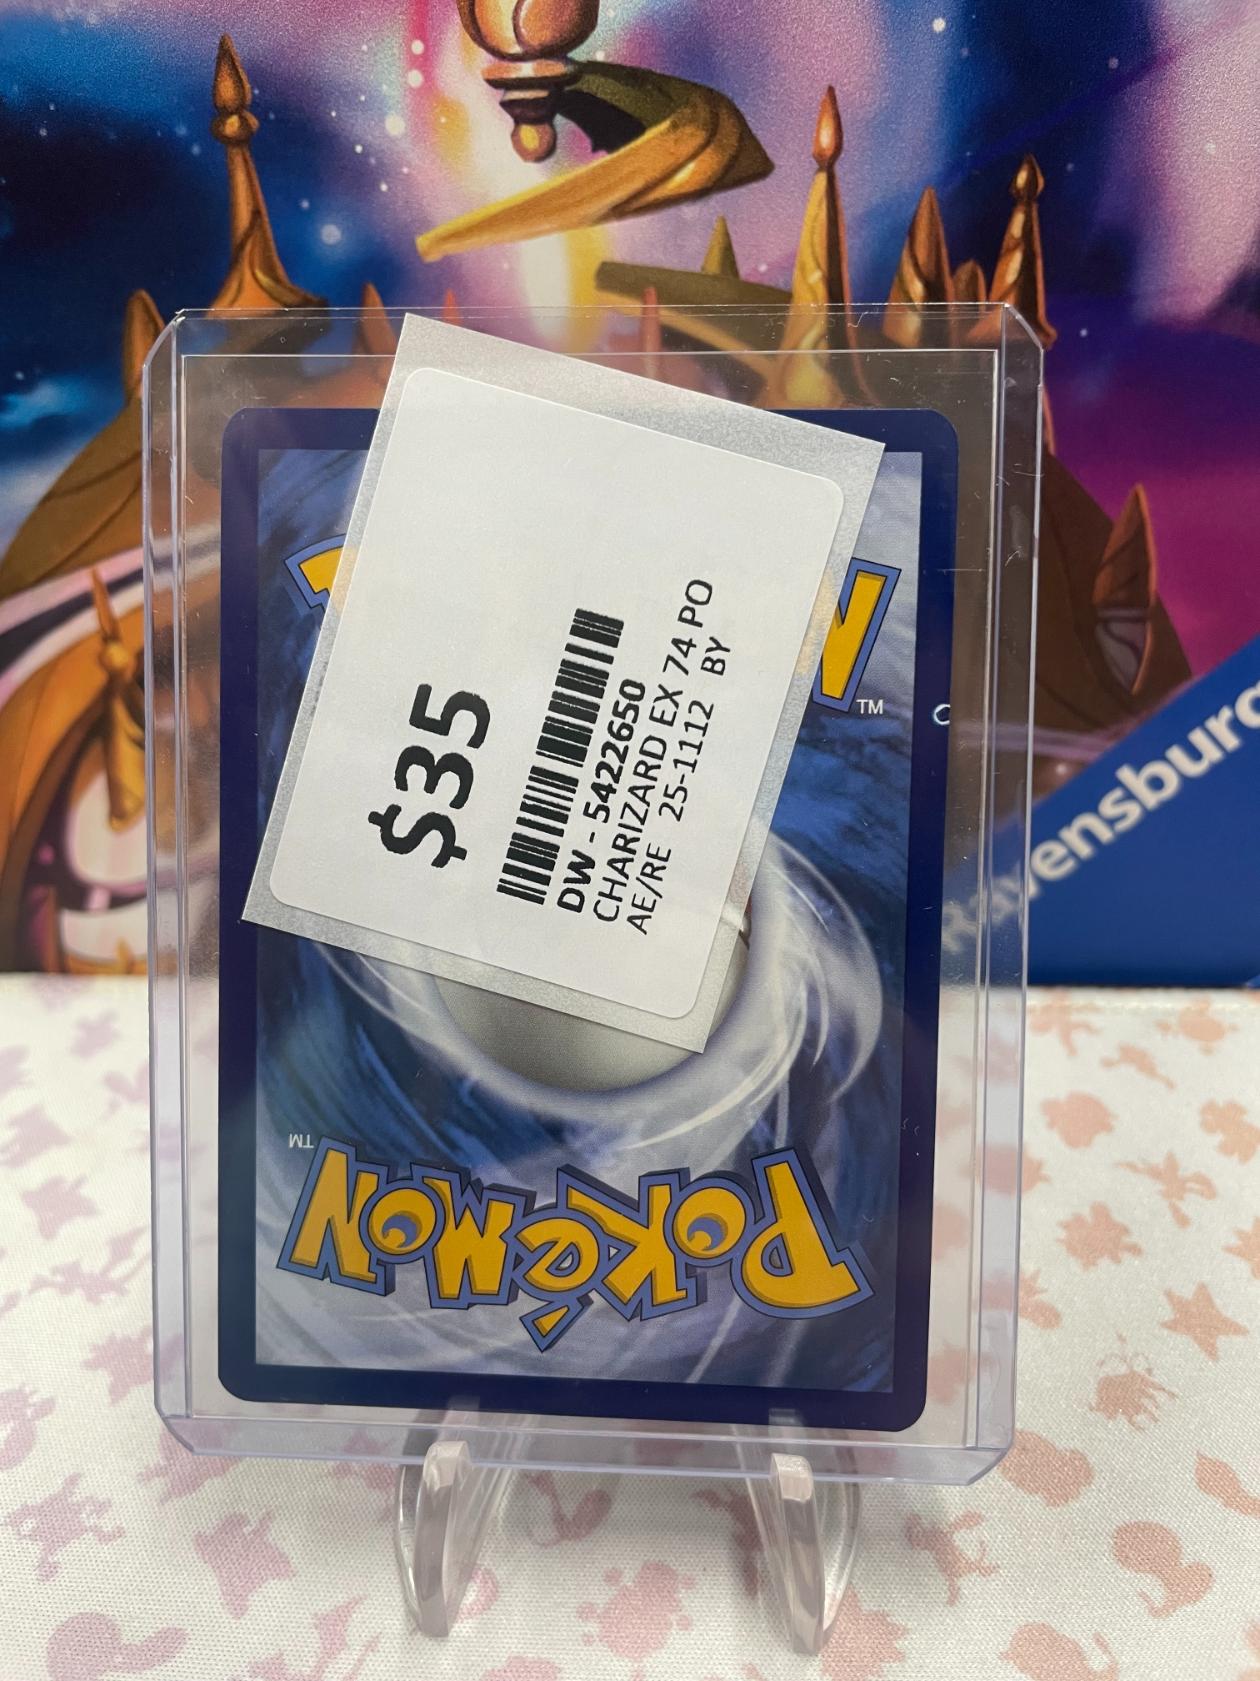 $35
DW - 5422650
CHARIZARD EX 74 PO
AE/RE 25-1112 BY
TM
Ravensburg
TM
POKéMON